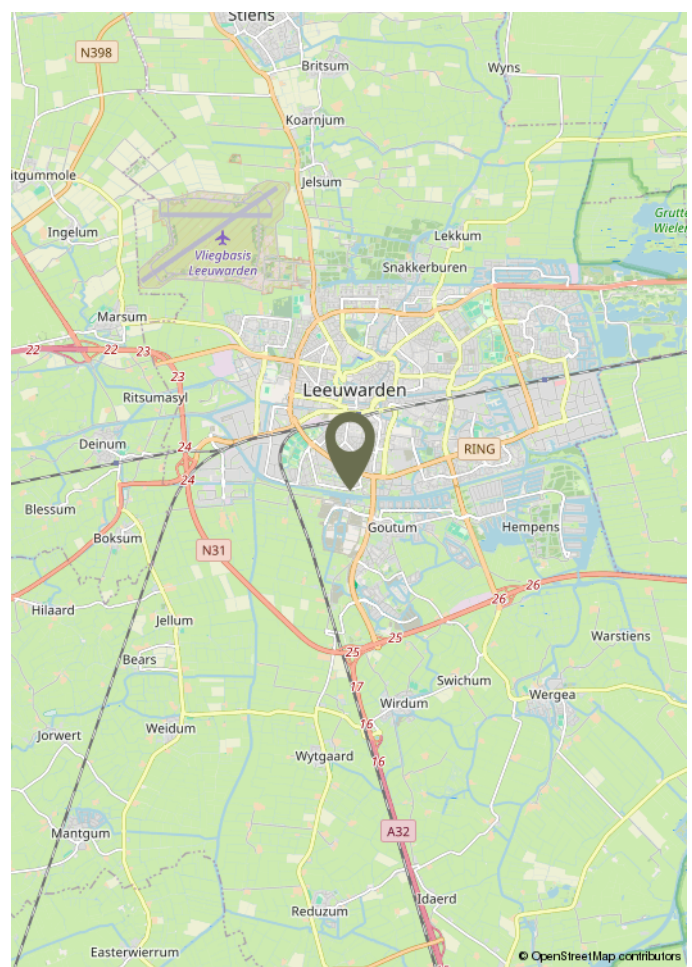 Stiens
N398
Britsum
Wyns
Koarnjum
itgummole
Jelsum
Grutte
Wielen
Ingelum
Lekkum
Vliegbasis
Leeuwarden
Snakkerburen
Marsum
22
22
23
23
Leeuwarden
Ritsumasyl
Deinum
24
RING
24
Blessum
Goutum
Hempens
Boksum
N31
26
26
Hilaard
Jellum
25
Warstiens
25
Bears
17
Swichum
Wergea
Wirdum
16
Weidum
Jorwert
Wytgaard
16
A32
Mantgum
Idaerd
Reduzum
Easterwierrum
© OpenStreetMap contributors